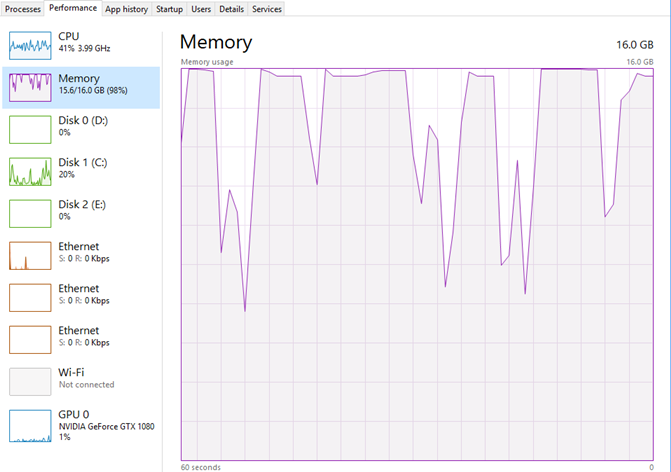 Processes Performance App history Startup Users Details Services
CPU
41% 3.99 GHz
Memory
15.6/16.0 GB (98%)
Disk 0 (D:)
0%
Disk 1 (C:)
20%
Disk 2 (E:)
0%
Ethernet
S: 0 R: 0 Kbps
Ethernet
S: 0 R: 0 Kbps
Ethernet
S: 0 R: 0 Kbps
Wi-Fi
Not connected
GPU 0
NVIDIA GeForce GTX 1080
1%
Memory 16.0 GB
Memory usage 16.0 GB
60 seconds 0